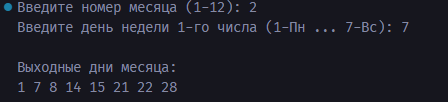 Введите номер месяца (1-12): 2
Введите день недели 1-го числа (1-Пн ... 7-Вс): 7

Выходные дни месяца:
1 7 8 14 15 21 22 28